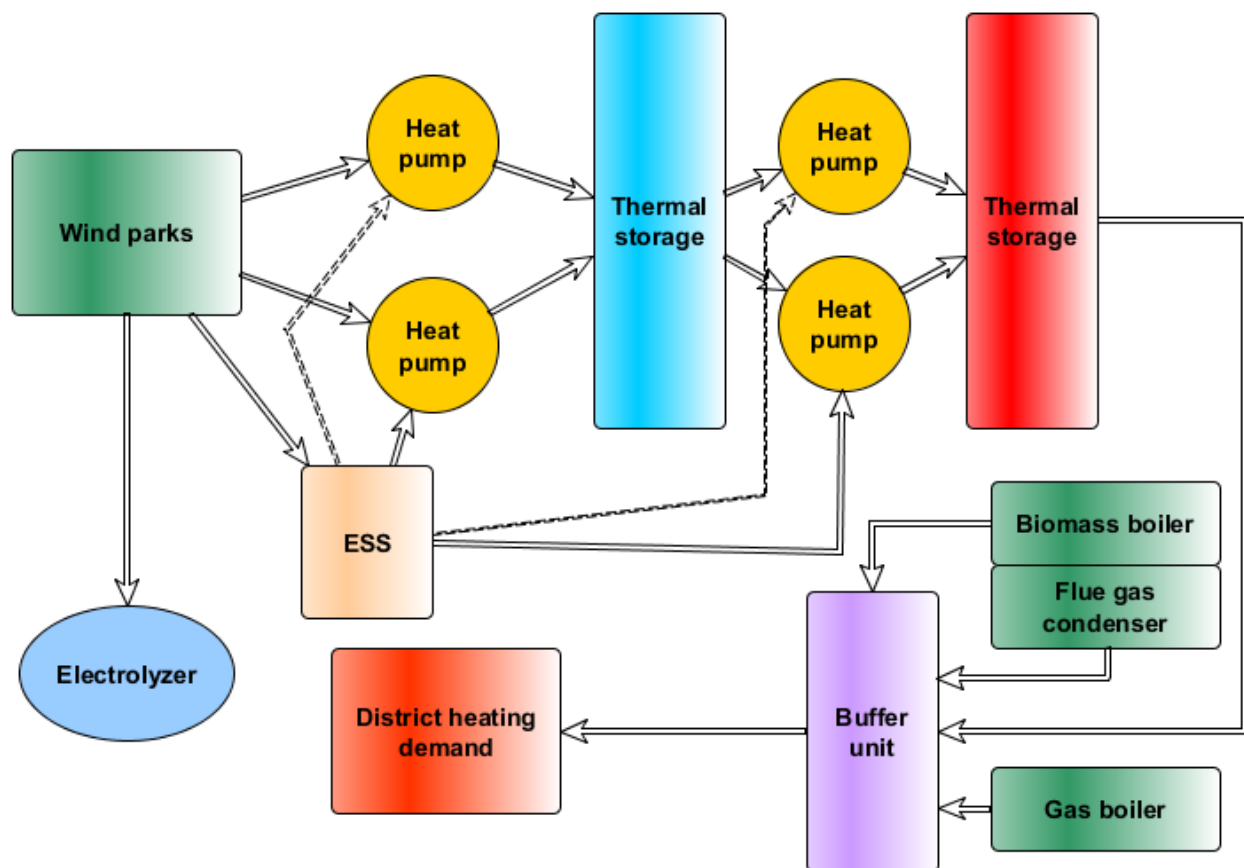 Heat
pump
Heat
pump
Wind parks
Thermal
storage
Thermal
storage
Heat
pump
Heat
pump
ESS
Biomass boiler
Flue gas
condenser
Electrolyzer
District heating
demand
Buffer
unit
Gas boiler